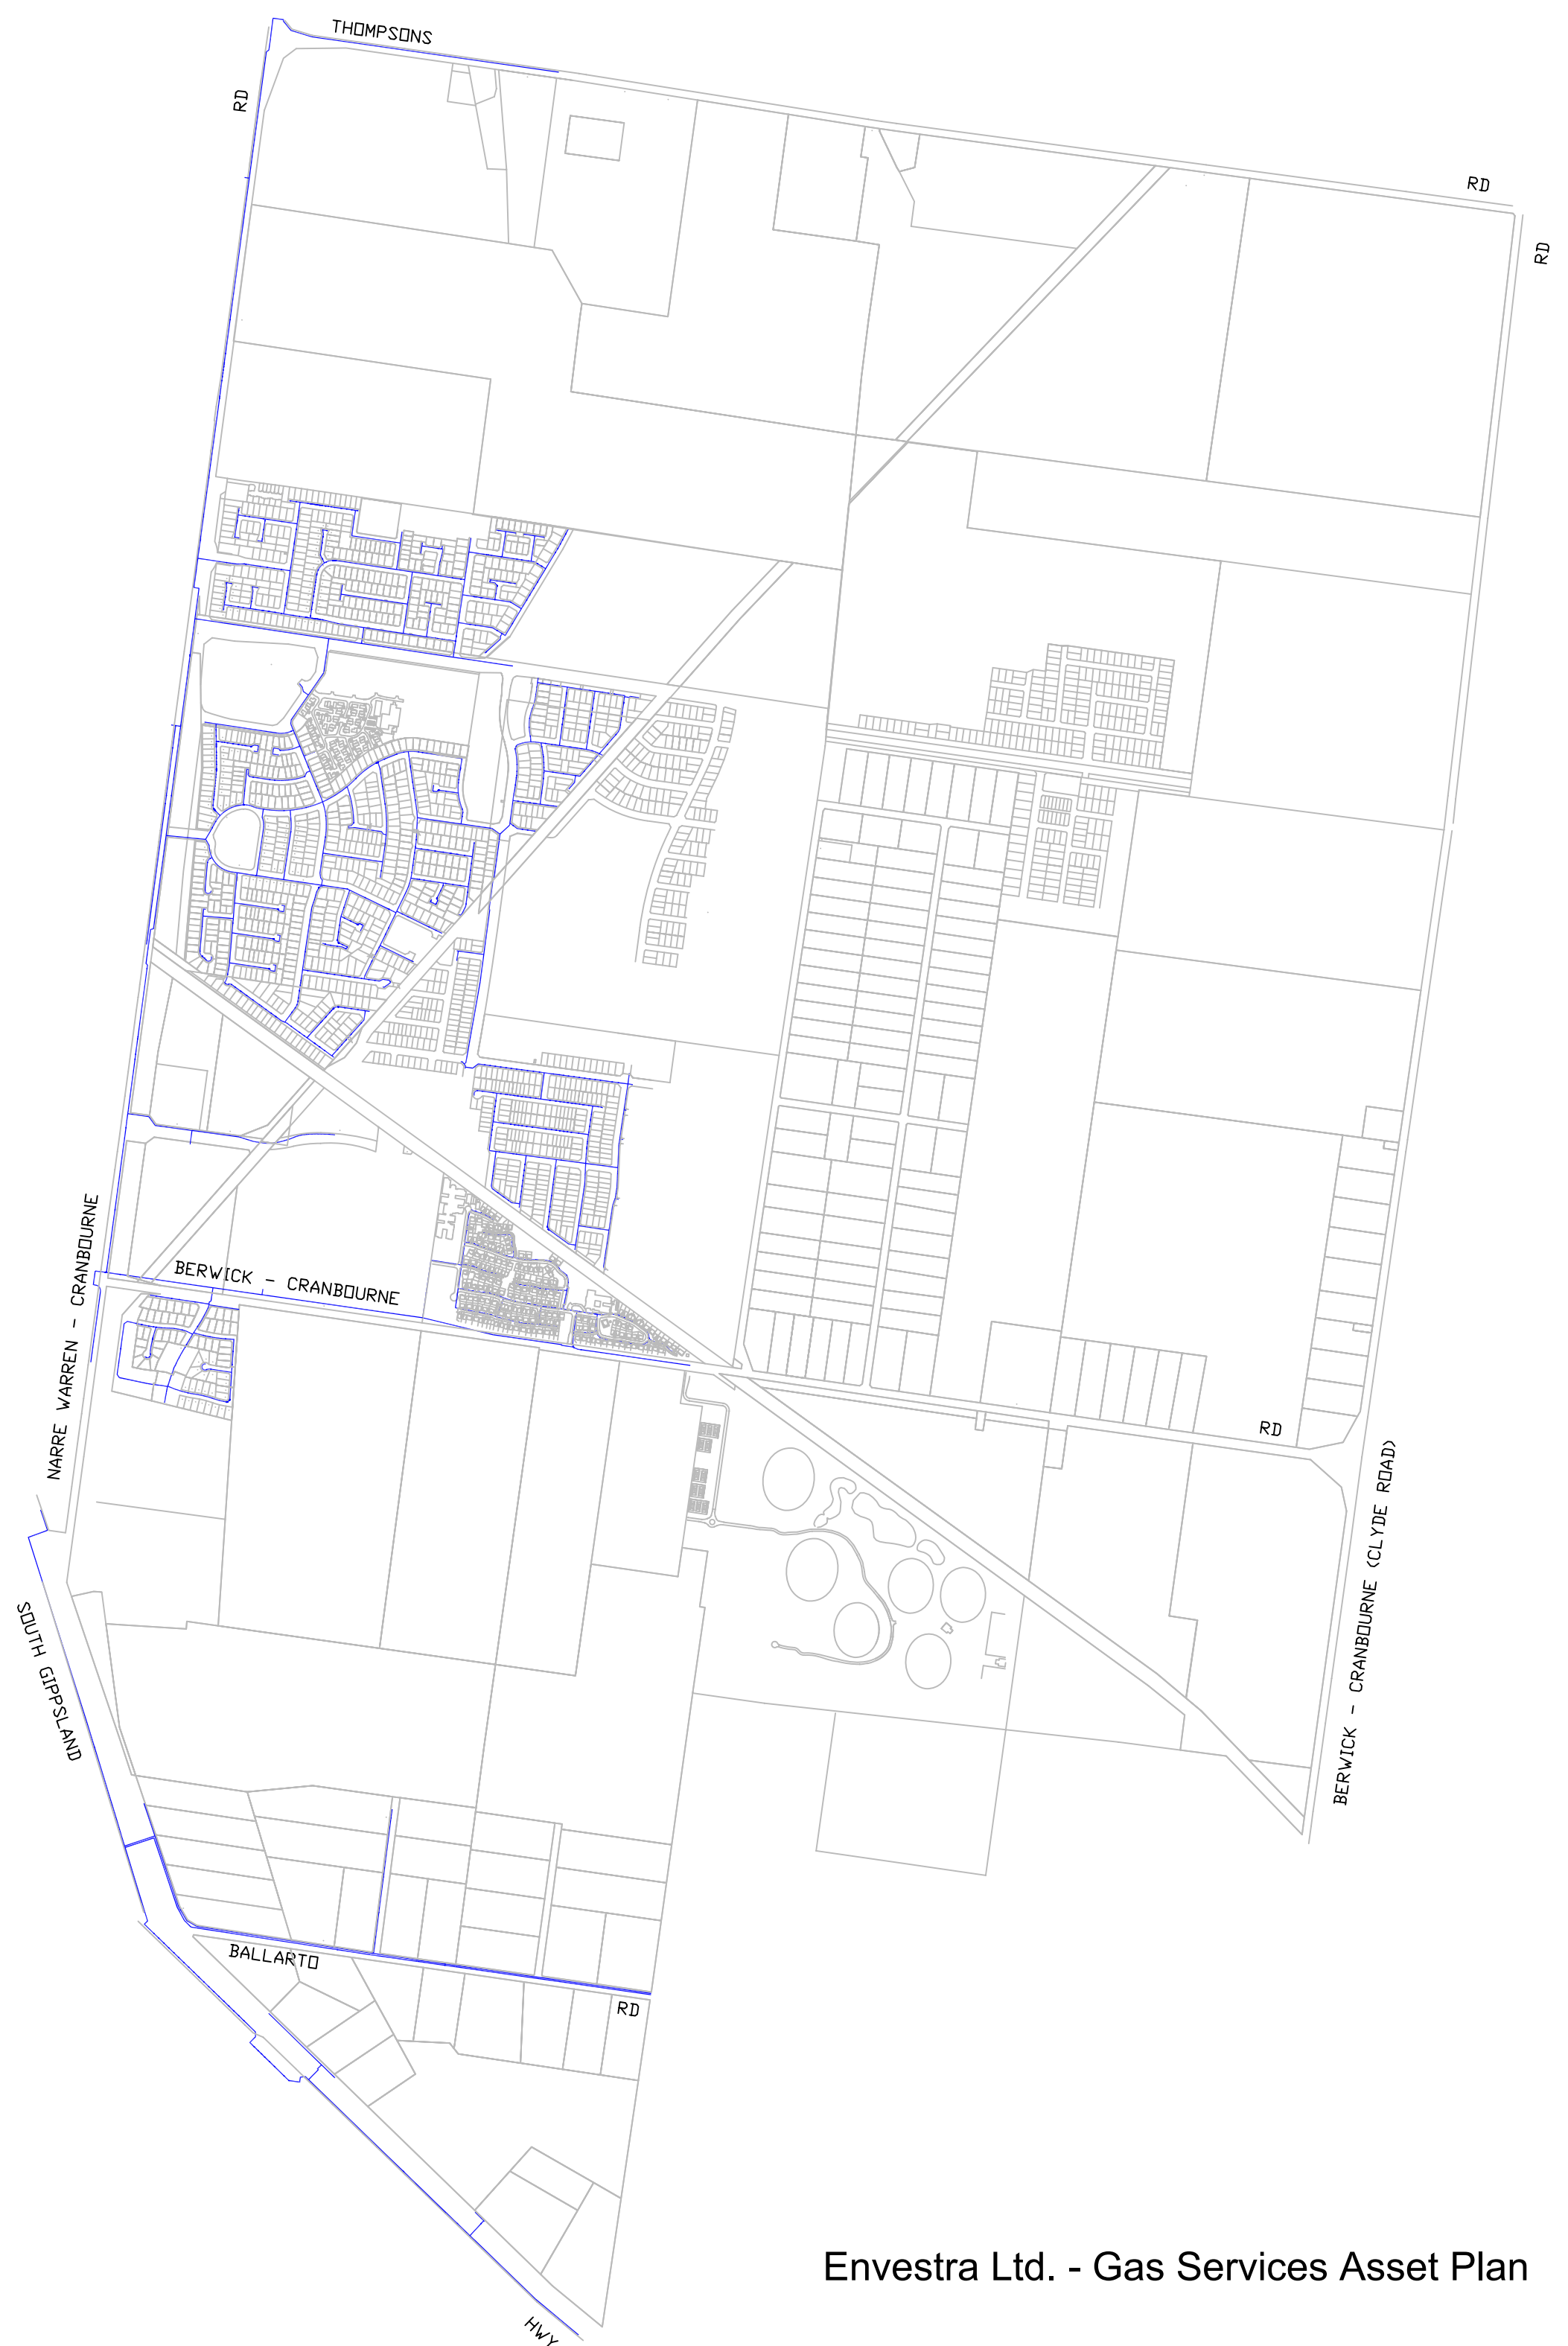 THOMPSONS
RD
RD
RD
NARRE WARREN - CRANBOURNE
BERWICK - CRANBOURNE
RD
BERWICK - CRANBOURNE (CLYDE ROAD)
SOUTH GIPPSLAND
BALLARTO
RD
HWY
Envestra Ltd. - Gas Services Asset Plan